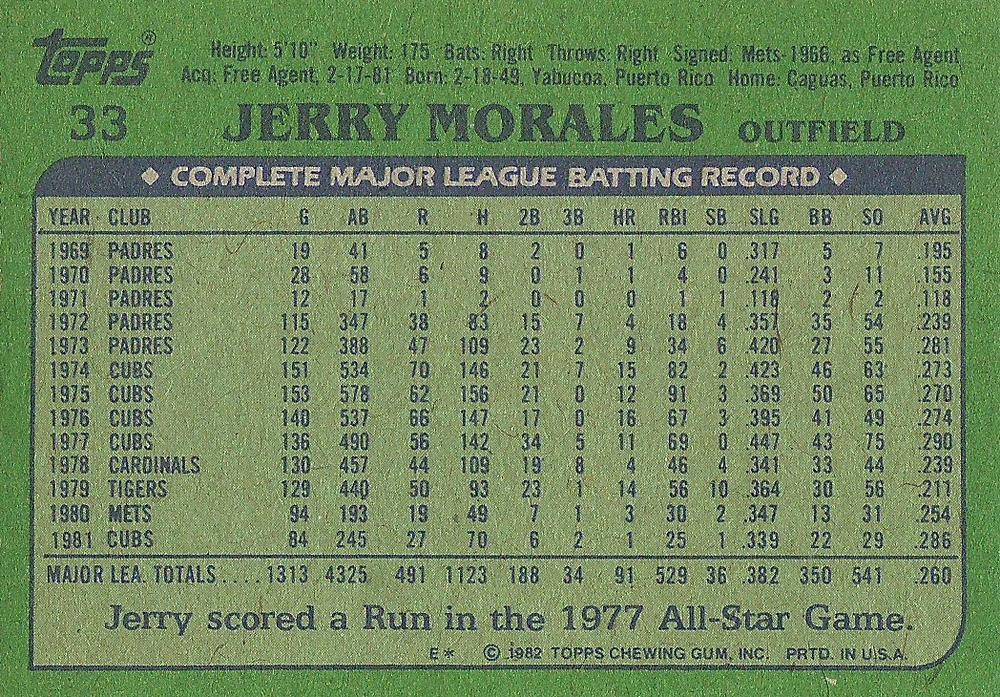 Topps® Height: 5'10" Weight: 175 Bats: Right Throws: Right Signed: Mets-1966, as Free Agent
Acq: Free Agent, 2-17-81 Born: 2-18-49, Yabucoa, Puerto Rico Home: Caguas, Puerto Rico
33 JERRY MORALES OUTFIELD
◆ COMPLETE MAJOR LEAGUE BATTING RECORD ◆
YEAR CLUB G AB R H 2B 3B HR RBI SB SLG BB SO AVG
1969 PADRES 19 41 5 8 2 0 1 6 0 .317 5 7 .195
1970 PADRES 28 58 6 9 0 1 1 4 0 .241 3 11 .155
1971 PADRES 12 17 1 2 0 0 0 1 1 .118 2 2 .118
1972 PADRES 115 347 38 83 15 7 4 18 4 .357 35 54 .239
1973 PADRES 122 388 47 109 23 2 9 34 6 .420 27 55 .281
1974 CUBS 151 534 70 146 21 7 15 82 2 .423 46 63 .273
1975 CUBS 153 578 62 156 21 0 12 91 3 .369 50 65 .270
1976 CUBS 140 537 66 147 17 0 16 67 3 .395 41 49 .274
1977 CUBS 136 490 56 142 34 5 11 69 0 .447 43 75 .290
1978 CARDINALS 130 457 44 109 19 8 4 46 4 .341 33 44 .239
1979 TIGERS 129 440 50 93 23 1 14 56 10 .364 30 56 .211
1980 METS 94 193 19 49 7 1 3 30 2 .347 13 31 .254
1981 CUBS 84 245 27 70 6 2 1 25 1 .339 22 29 .286
MAJOR LEA. TOTALS.... 1313 4325 491 1123 188 34 91 529 36 .382 350 541 .260
Jerry scored a Run in the 1977 All-Star Game.
E* © 1982 TOPPS CHEWING GUM, INC. PRTD. IN U.S.A.